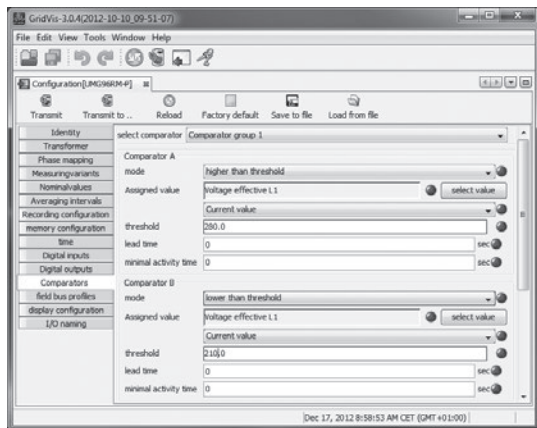 GridVis-3.0.4(2012-10-10_09-51-07)
File Edit View Tools Window Help
Configuration[UMG96RM-P]
Transmit Transmit to .. Reload Factory default Save to file Load from file
Identity
Transformer
Phase mapping
Measuringvariants
Nominalvalues
Averaging intervals
Recording configuration
memory configuration
time
Digital inputs
Digital outputs
Comparators
field bus profiles
display configuration
I/O naming
select comparator Comparator group 1
Comparator A
mode higher than threshold
Assigned value Voltage effective L1 select value
Current value
threshold 280.0
lead time 0 sec
minimal activity time 0 sec
Comparator B
mode lower than threshold
Assigned value Voltage effective L1 select value
Current value
threshold 210.0
lead time 0 sec
minimal activity time 0 sec
Dec 17, 2012 8:58:53 AM CET (GMT+01:00)